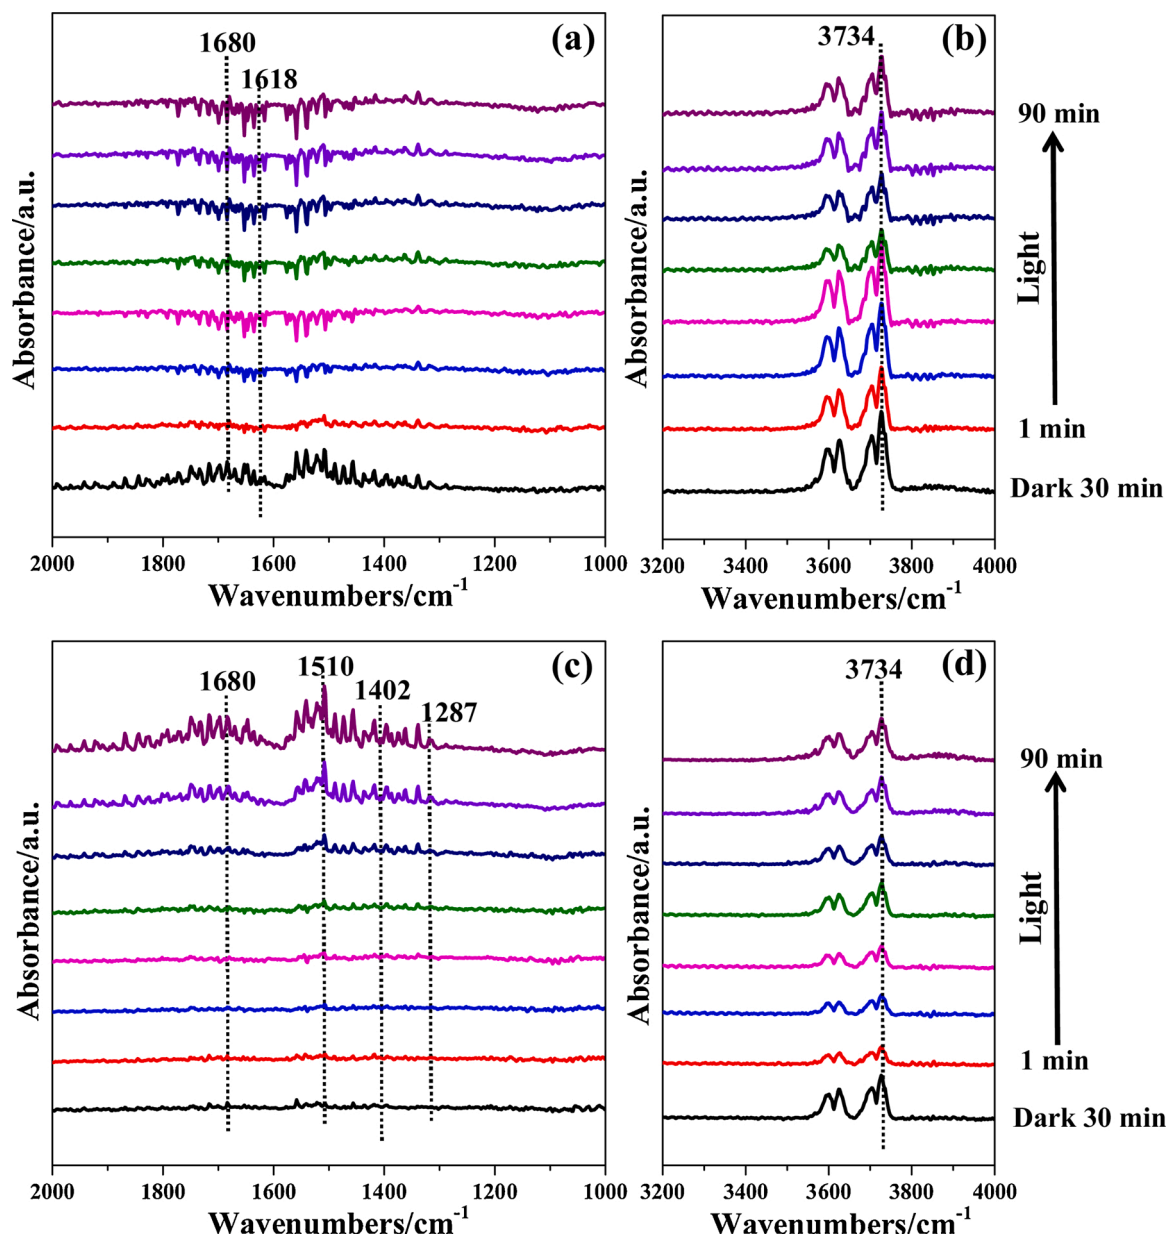 (a)
1680
1618
Absorbance/a.u.
2000 1800 1600 1400 1200 1000
Wavenumbers/cm⁻¹
(b)
3734
Absorbance/a.u.
3200 3400 3600 3800 4000
Wavenumbers/cm⁻¹
90 min
Light
1 min
Dark 30 min
(c)
1680
1510
1402
1287
Absorbance/a.u.
2000 1800 1600 1400 1200 1000
Wavenumbers/cm⁻¹
(d)
3734
Absorbance/a.u.
3200 3400 3600 3800 4000
Wavenumbers/cm⁻¹
90 min
Light
1 min
Dark 30 min